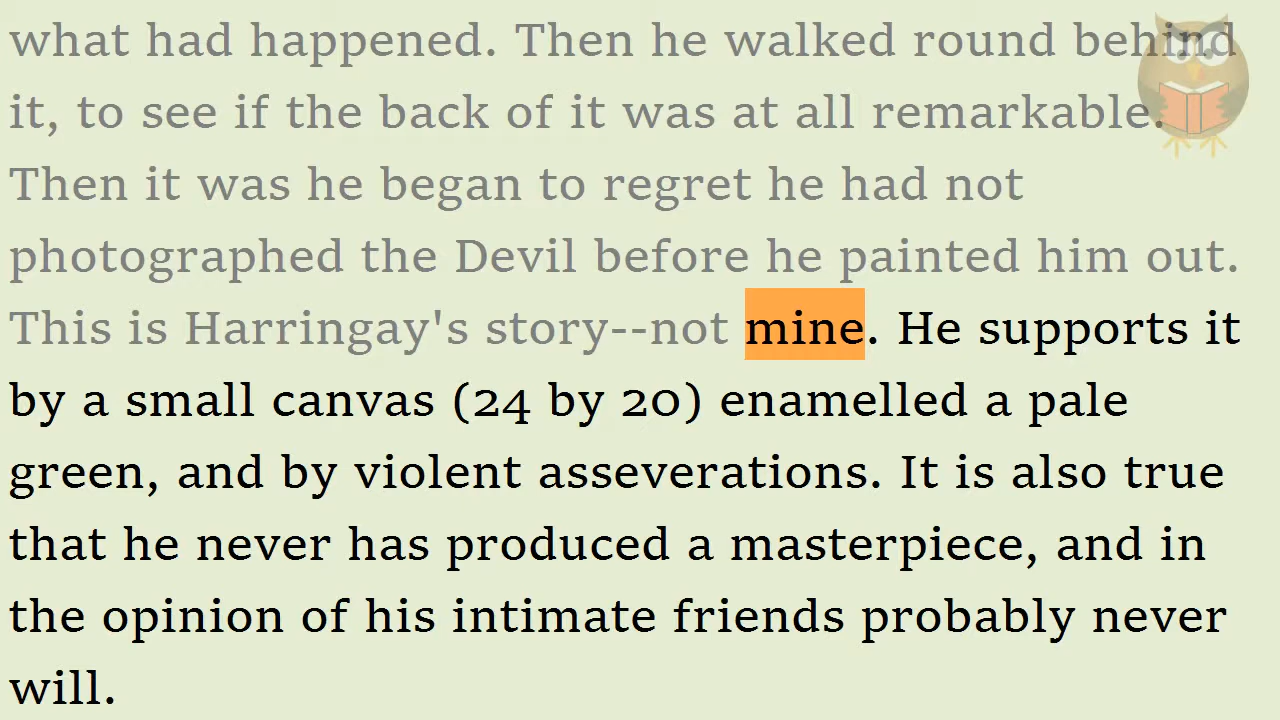 what had happened. Then he walked round behind
it, to see if the back of it was at all remarkable.
Then it was he began to regret he had not
photographed the Devil before he painted him out.
This is Harringay's story--not mine. He supports it
by a small canvas (24 by 20) enamelled a pale
green, and by violent asseverations. It is also true
that he never has produced a masterpiece, and in
the opinion of his intimate friends probably never
will.